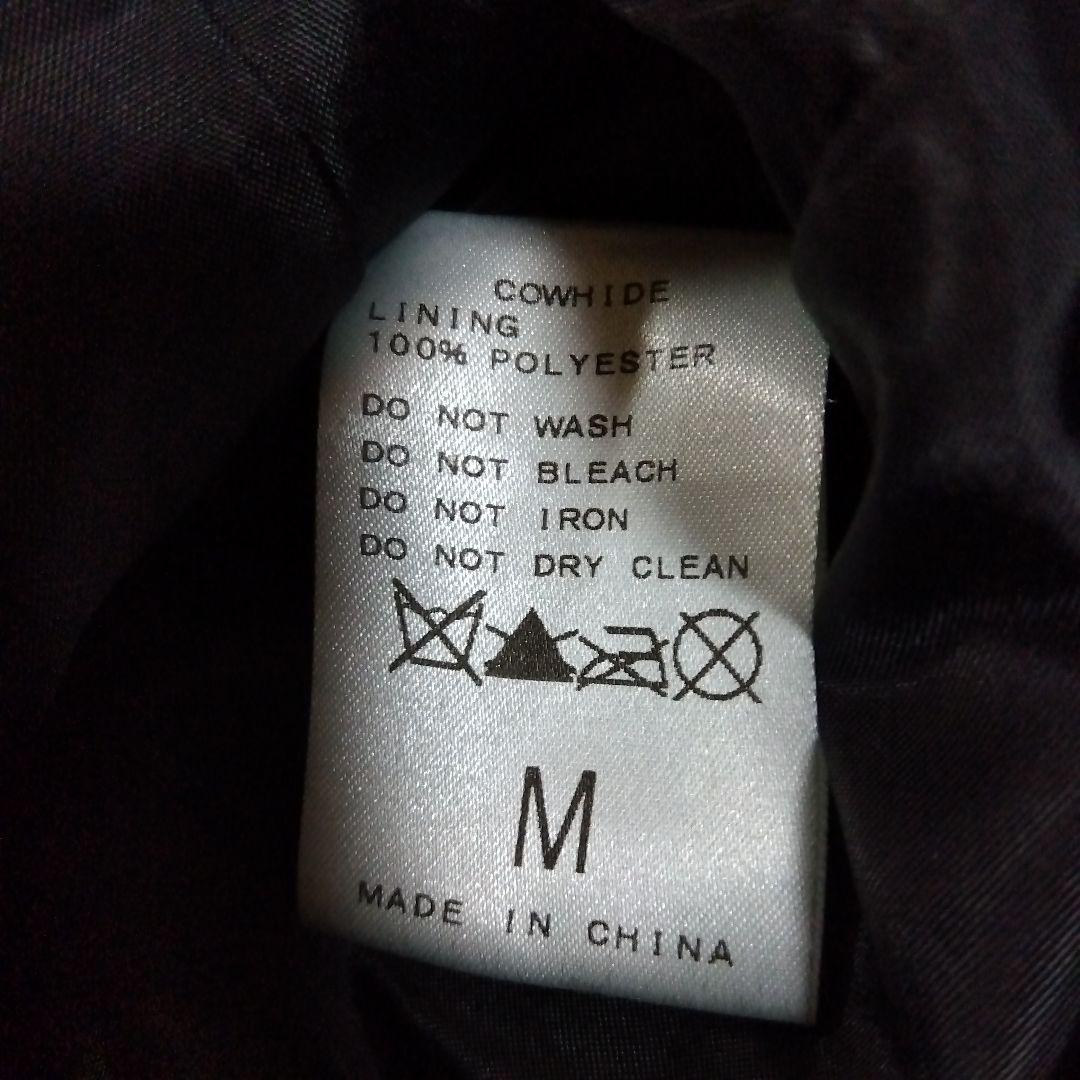 COWHIDE
LINING
100% POLYESTER
DO NOT WASH
DO NOT BLEACH
DO NOT IRON
DO NOT DRY CLEAN
M
MADE IN CHINA